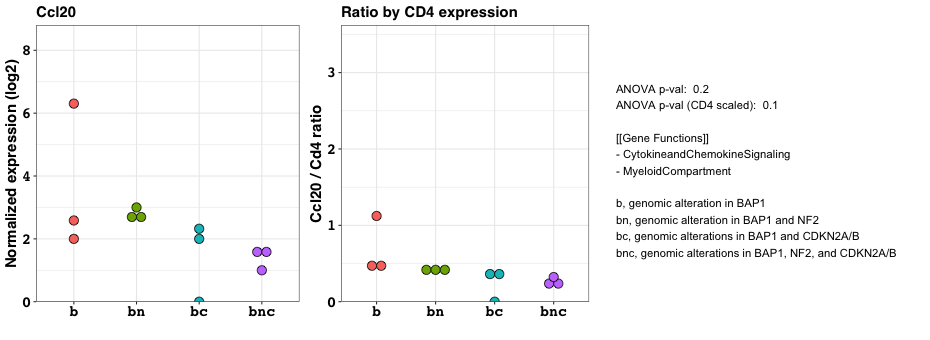 Ccl20
Normalized expression (log2)
8
6
4
2
0
b bn bc bnc
Ratio by CD4 expression
Ccl20 / Cd4 ratio
3
2
1
0
b bn bc bnc
ANOVA p-val:  0.2
ANOVA p-val (CD4 scaled):  0.1
[[Gene Functions]]
- CytokineandChemokineSignaling
- MyeloidCompartment
b, genomic alteration in BAP1
bn, genomic alteration in BAP1 and NF2
bc, genomic alterations in BAP1 and CDKN2A/B
bnc, genomic alterations in BAP1, NF2, and CDKN2A/B